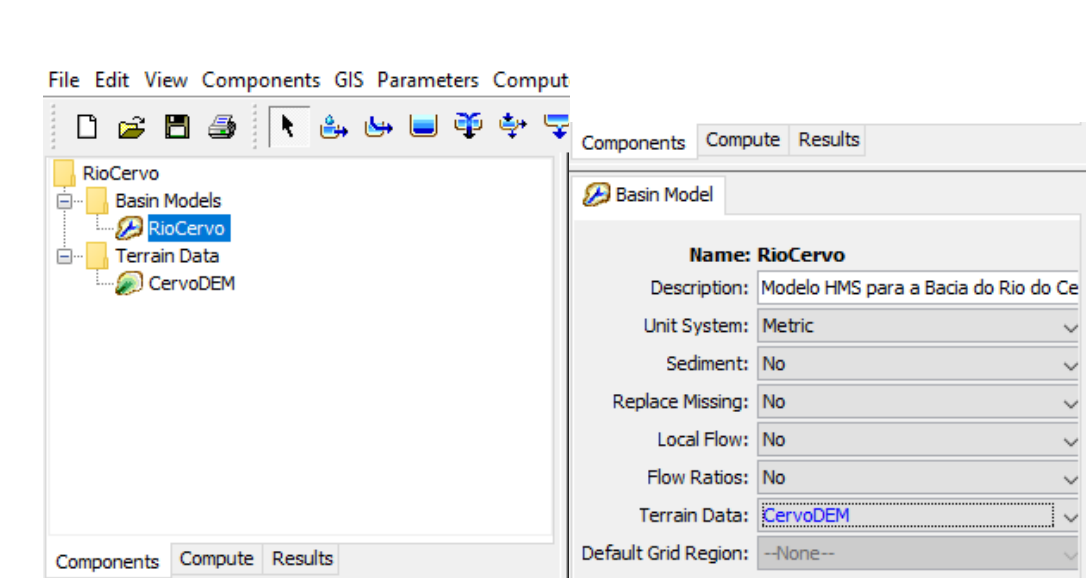 File Edit View Components GIS Parameters Comput
RioCervo
Basin Models
RioCervo
Terrain Data
CervoDEM
Components Compute Results
Components Compute Results
Basin Model
Name: RioCervo
Description: Modelo HMS para a Bacia do Rio do Ce
Unit System: Metric
Sediment: No
Replace Missing: No
Local Flow: No
Flow Ratios: No
Terrain Data: CervoDEM
Default Grid Region: --None--